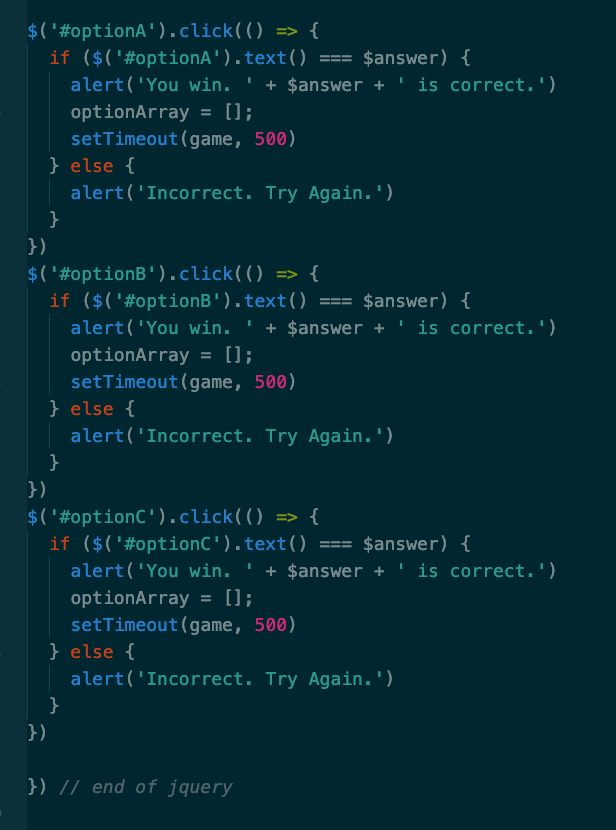 $('#optionA').click(() => {
  if ($('#optionA').text() === $answer) {
    alert('You win. ' + $answer + ' is correct.')
    optionArray = [];
    setTimeout(game, 500)
  } else {
    alert('Incorrect. Try Again.')
  }
})
$('#optionB').click(() => {
  if ($('#optionB').text() === $answer) {
    alert('You win. ' + $answer + ' is correct.')
    optionArray = [];
    setTimeout(game, 500)
  } else {
    alert('Incorrect. Try Again.')
  }
})
$('#optionC').click(() => {
  if ($('#optionC').text() === $answer) {
    alert('You win. ' + $answer + ' is correct.')
    optionArray = [];
    setTimeout(game, 500)
  } else {
    alert('Incorrect. Try Again.')
  }
})

}) // end of jquery